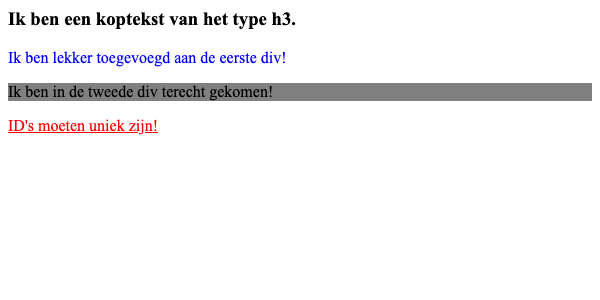 Ik ben een koptekst van het type h3.
Ik ben lekker toegevoegd aan de eerste div!
Ik ben in de tweede div terecht gekomen!
ID's moeten uniek zijn!